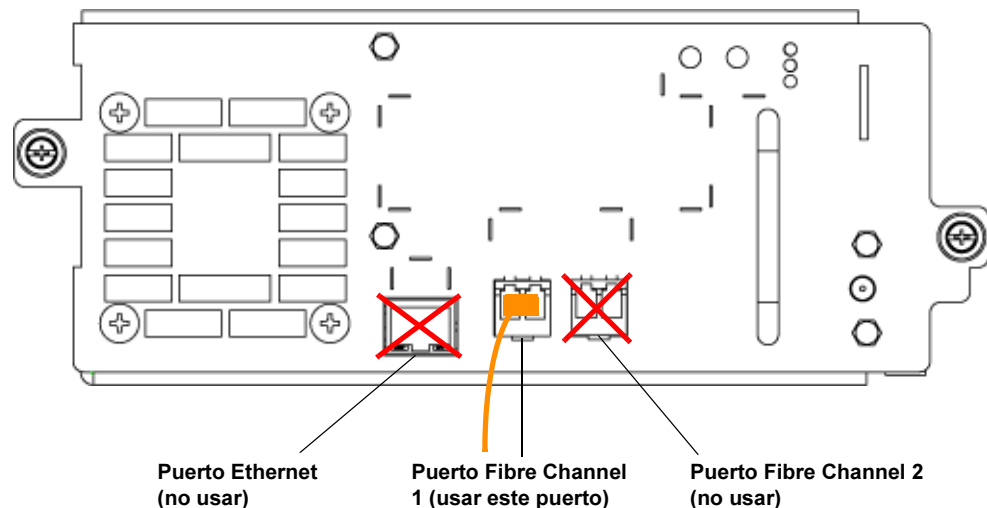 Puerto Ethernet
(no usar)
Puerto Fibre Channel
1 (usar este puerto)
Puerto Fibre Channel 2
(no usar)